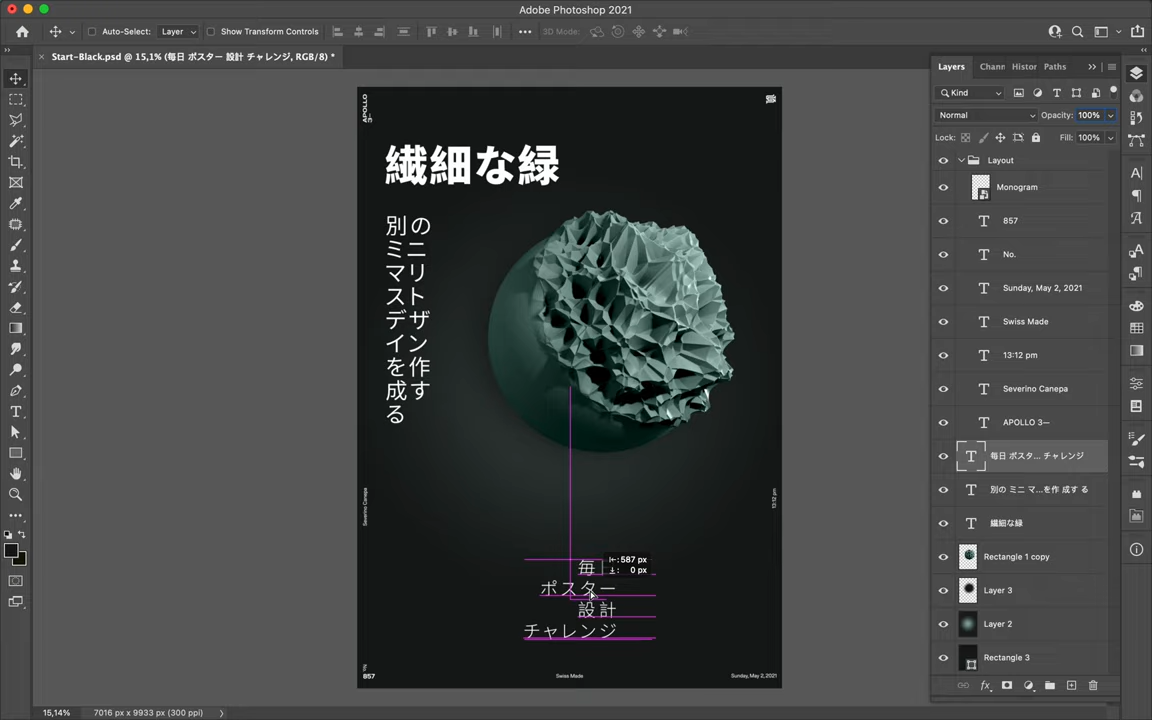 Adobe Photoshop 2021
Auto-Select:
Layer
Show Transform Controls
3D Mode:
Start-Black.psd @ 15,1% (毎日 ポスター 設計 チャレンジ, RGB/8) *
APOLLO
3—
繊細な緑
別の
ミニ
マリ
スト
デザ
イン
を作
成す
る
Severino Canepa
13:12 pm
毎
ポスター
設計
チャレンジ
587 px
0 px
No.
857
Swiss Made
Sunday, May 2, 2021
Layers
Chann
Histor
Paths
Kind
Normal
Opacity:
100%
Lock:
Fill:
100%
Layout
Monogram
857
No.
Sunday, May 2, 2021
Swiss Made
13:12 pm
Severino Canepa
APOLLO 3—
毎日 ポスタ... チャレンジ
別の ミニ マ...を作 成す る
繊細な緑
Rectangle 1 copy
Layer 3
Layer 2
Rectangle 3
15,14%
7016 px x 9933 px (300 ppi)